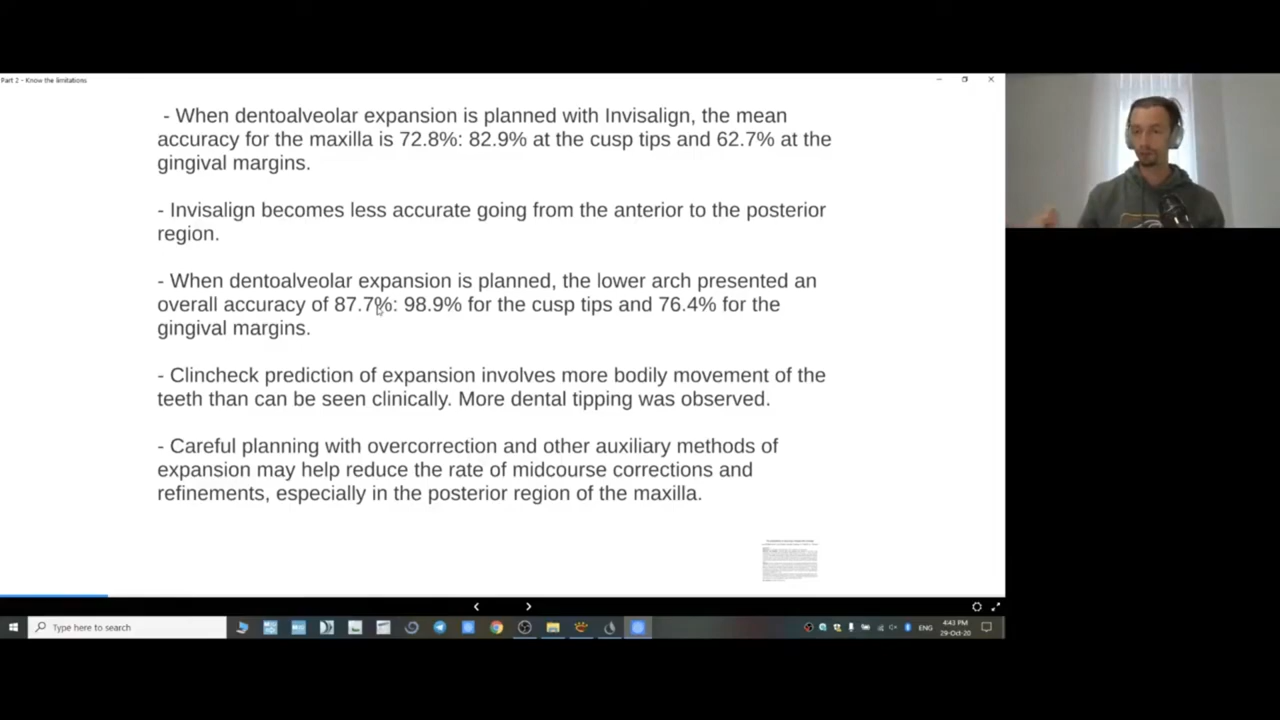 Part 2 - Know the limitations
- When dentoalveolar expansion is planned with Invisalign, the mean
accuracy for the maxilla is 72.8%: 82.9% at the cusp tips and 62.7% at the
gingival margins.
- Invisalign becomes less accurate going from the anterior to the posterior
region.
- When dentoalveolar expansion is planned, the lower arch presented an
overall accuracy of 87.7%: 98.9% for the cusp tips and 76.4% for the
gingival margins.
- Clincheck prediction of expansion involves more bodily movement of the
teeth than can be seen clinically. More dental tipping was observed.
- Careful planning with overcorrection and other auxiliary methods of
expansion may help reduce the rate of midcourse corrections and
refinements, especially in the posterior region of the maxilla.
Type here to search
ENG
4:43 PM
29-Oct-20